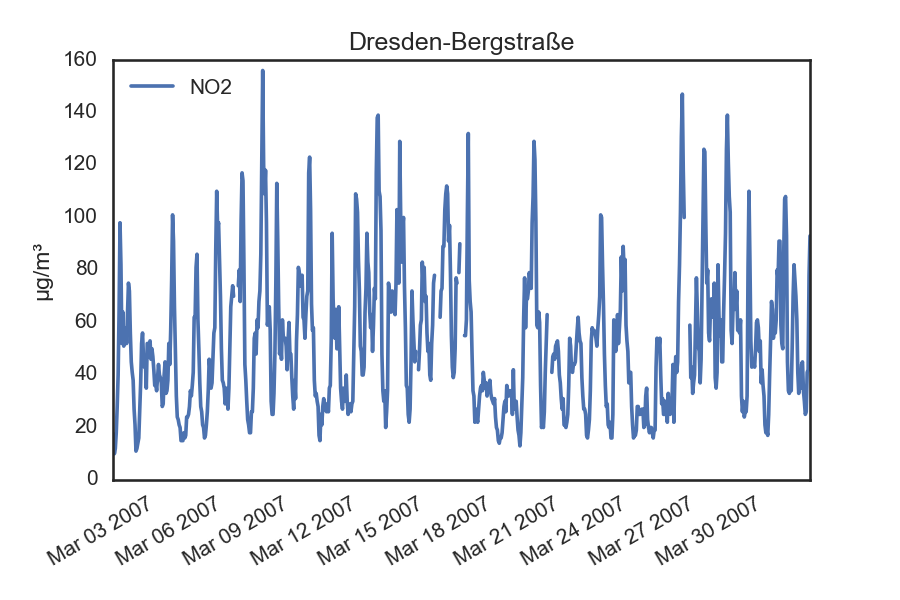 Dresden-Bergstraße
NO2
µg/m³
160
140
120
100
80
60
40
20
0
Mar 03 2007
Mar 06 2007
Mar 09 2007
Mar 12 2007
Mar 15 2007
Mar 18 2007
Mar 21 2007
Mar 24 2007
Mar 27 2007
Mar 30 2007